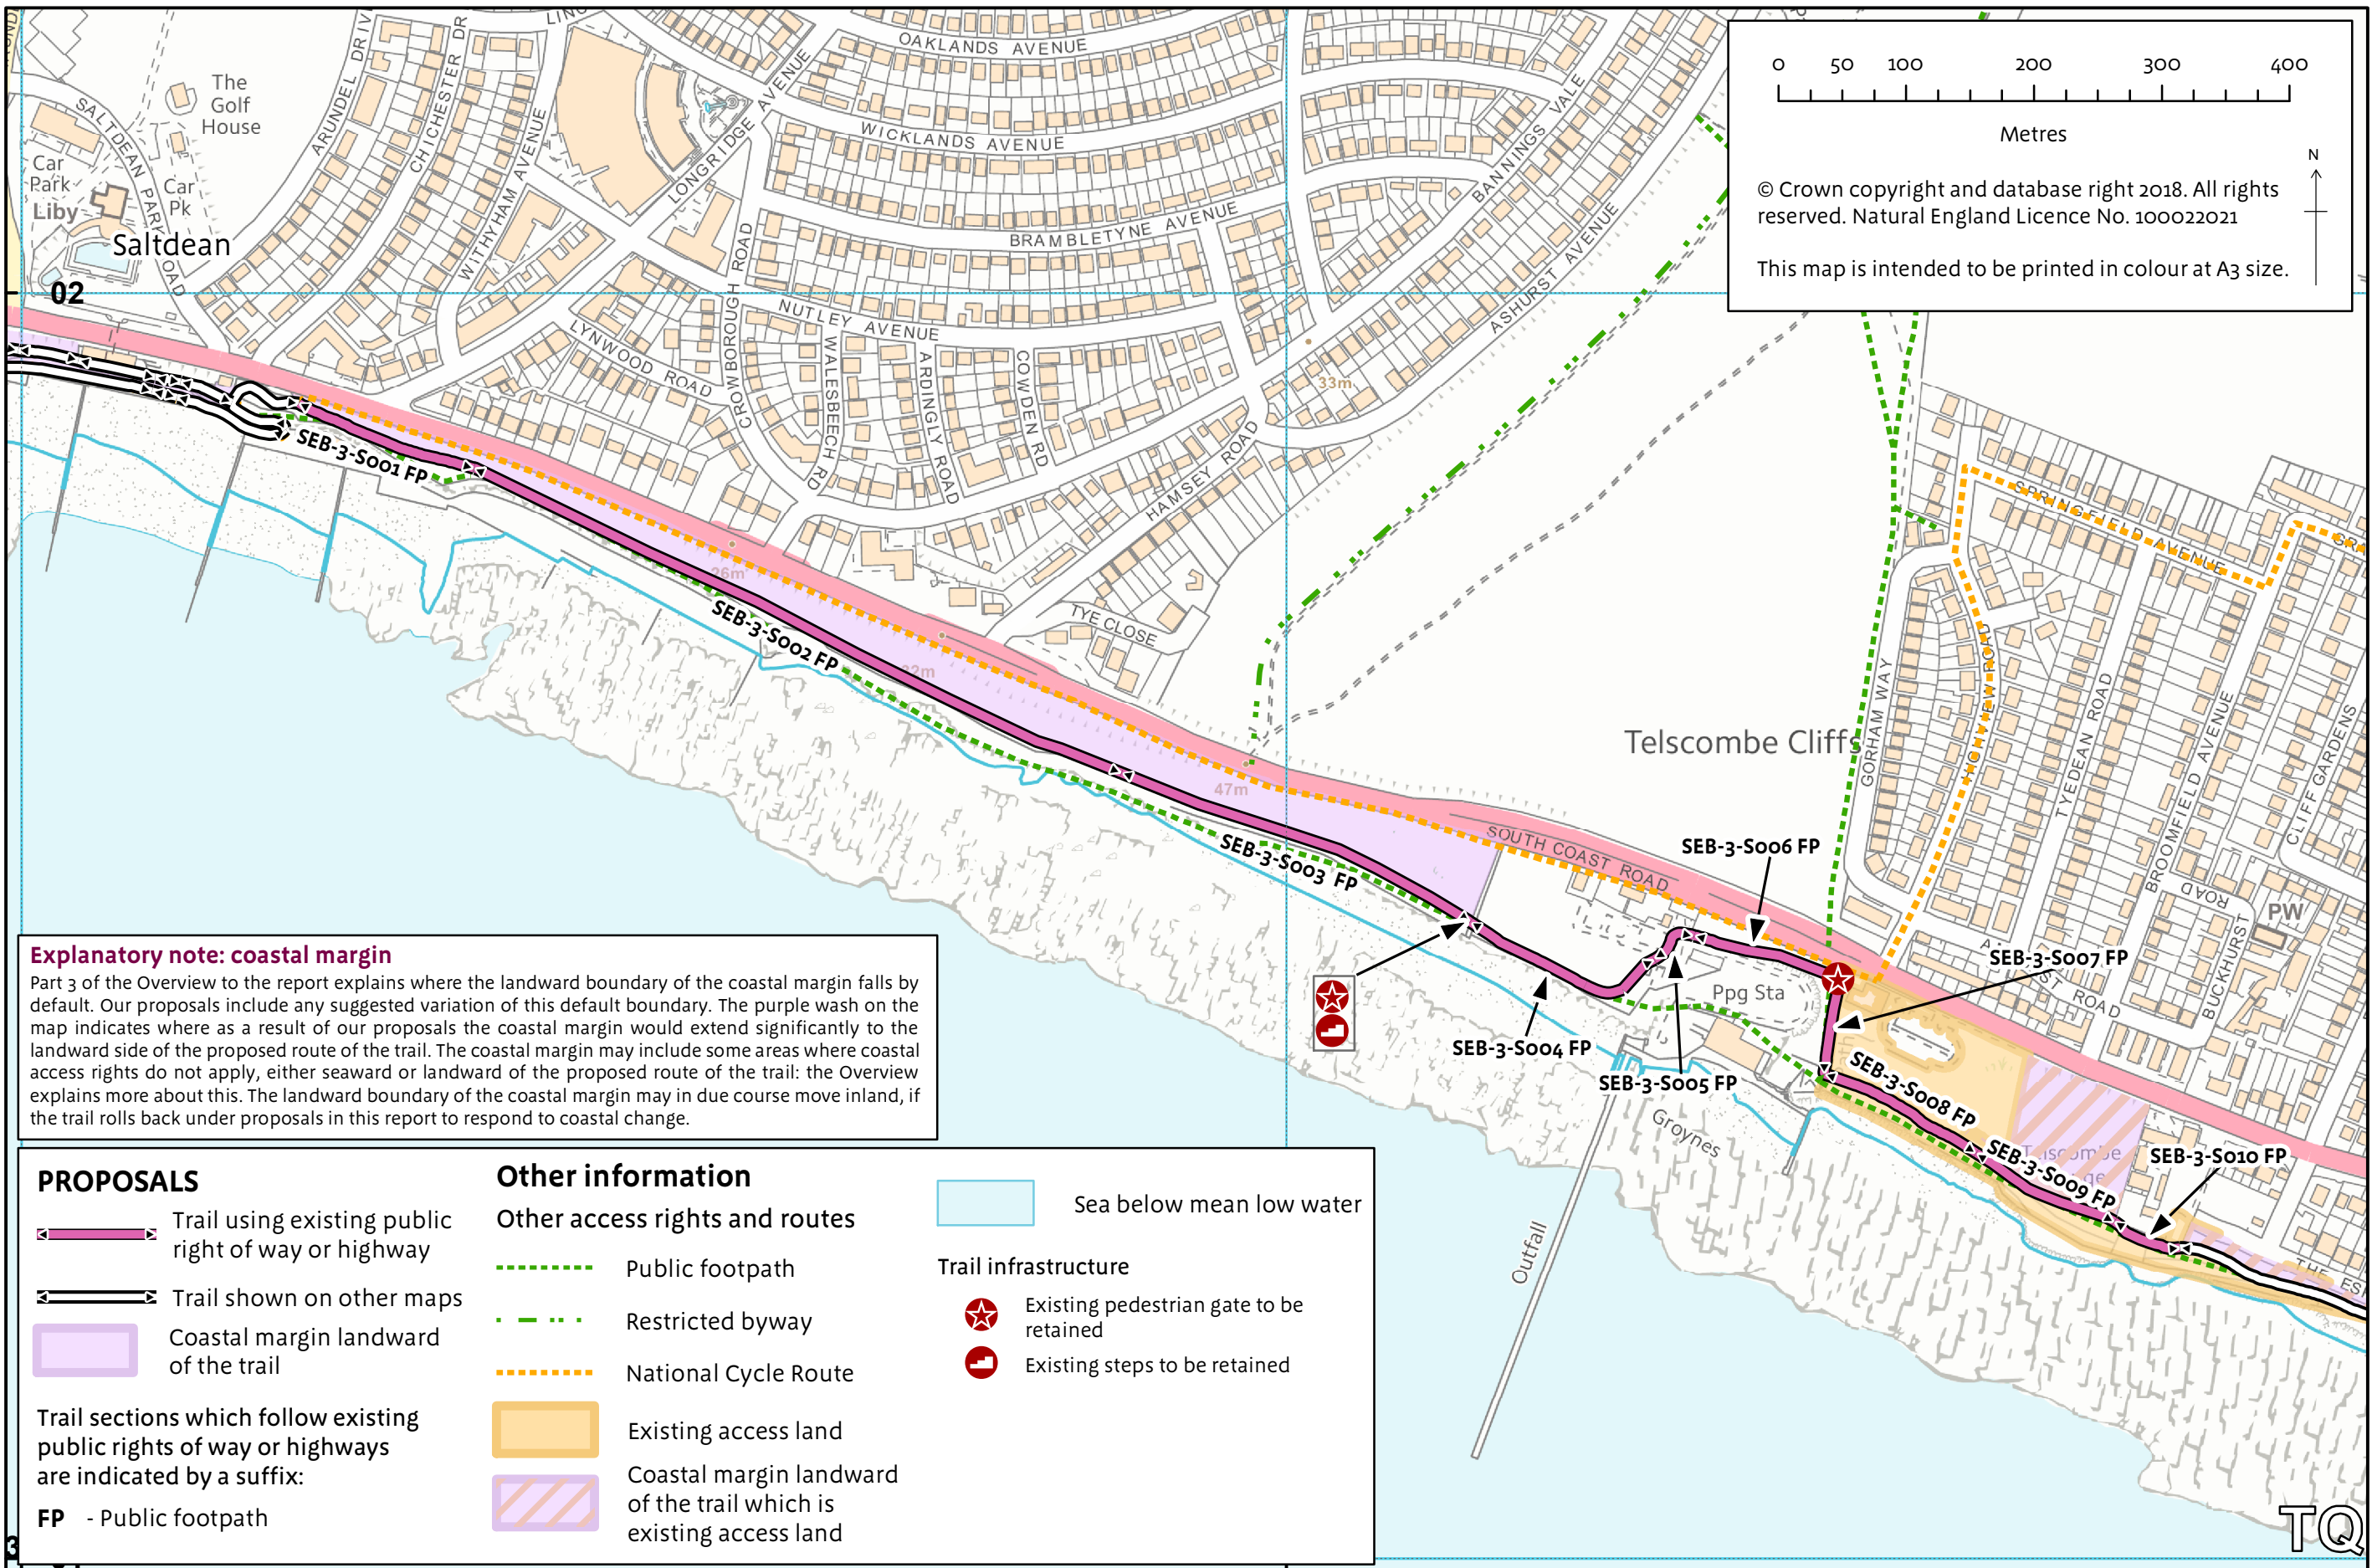 LINC
OAKLANDS AVENUE
WICKLANDS AVENUE
BRAMBLETYNE AVENUE
NUTLEY AVENUE
ARUNDEL DRIV
CHICHESTER DR
WITHYHAM AVENUE
LONGRIDGE AVENUE
BANNINGS VALE
ASHURST AVENUE
SALTDEAN PARK ROAD
The
Golf
House
Car
Park
Car
Pk
Liby
Saltdean
02
LYNWOOD ROAD
CROWBOROUGH ROAD
WALESBEECH RD
RD
ARDINGLY ROAD
COWDEN RD
HAMSEY ROAD
TYE CLOSE
33m
26m
32m
47m
0 50 100 200 300 400
Metres
N
© Crown copyright and database right 2018. All rights
reserved. Natural England Licence No. 100022021
This map is intended to be printed in colour at A3 size.
SEB-3-S001 FP
SEB-3-S002 FP
SEB-3-S003 FP
SEB-3-S004 FP
SEB-3-S005 FP
SEB-3-S006 FP
SEB-3-S007 FP
SEB-3-S008 FP
SEB-3-S009 FP
SEB-3-S010 FP
Telscombe Cliffs
SOUTH COAST ROAD
GORHAM WAY
HIGHVIEW ROAD
SPRINGFIELD AVENUE
GRA
TYEDEAN ROAD
BROOMFIELD AVENUE
CLIFF GARDENS
BUCKHURST
ROAD
PW
ROAD
Ppg Sta
Groynes
Outfall
THE ESP
Explanatory note: coastal margin
Part 3 of the Overview to the report explains where the landward boundary of the coastal margin falls by
default. Our proposals include any suggested variation of this default boundary. The purple wash on the
map indicates where as a result of our proposals the coastal margin would extend significantly to the
landward side of the proposed route of the trail. The coastal margin may include some areas where coastal
access rights do not apply, either seaward or landward of the proposed route of the trail: the Overview
explains more about this. The landward boundary of the coastal margin may in due course move inland, if
the trail rolls back under proposals in this report to respond to coastal change.
PROPOSALS
Trail using existing public
right of way or highway
Trail shown on other maps
Coastal margin landward
of the trail
Trail sections which follow existing
public rights of way or highways
are indicated by a suffix:
FP - Public footpath
Other information
Other access rights and routes
Public footpath
Restricted byway
National Cycle Route
Existing access land
Coastal margin landward
of the trail which is
existing access land
Sea below mean low water
Trail infrastructure
Existing pedestrian gate to be
retained
Existing steps to be retained
3
TQ